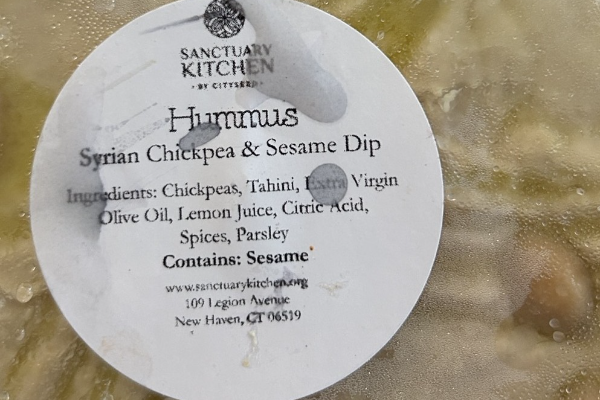 SANCTUARY
KITCHEN
· BY CITYSEED ·
Hummus
Syrian Chickpea & Sesame Dip
Ingredients: Chickpeas, Tahini, Extra Virgin
Olive Oil, Lemon Juice, Citric Acid,
Spices, Parsley
Contains: Sesame
www.sanctuarykitchen.org
109 Legion Avenue
New Haven, CT 06519